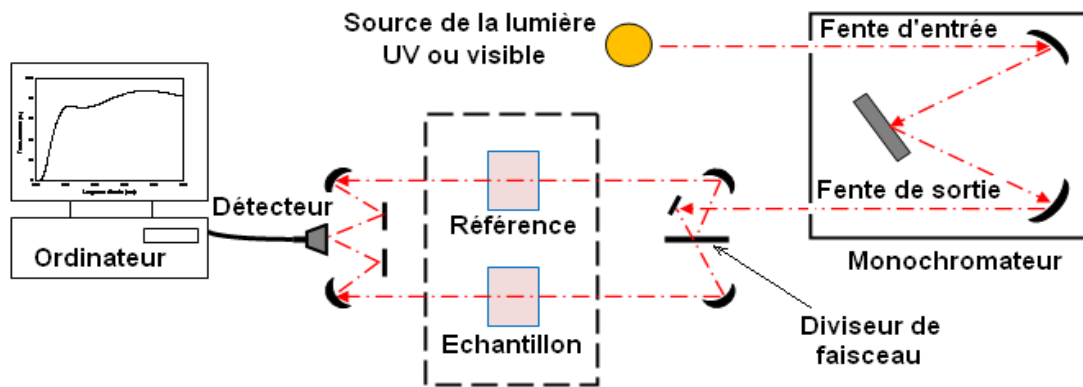 Source de la lumière
UV ou visible
Fente d'entrée
Fente de sortie
Monochromateur
Détecteur
Ordinateur
Référence
Echantillon
Diviseur de
faisceau